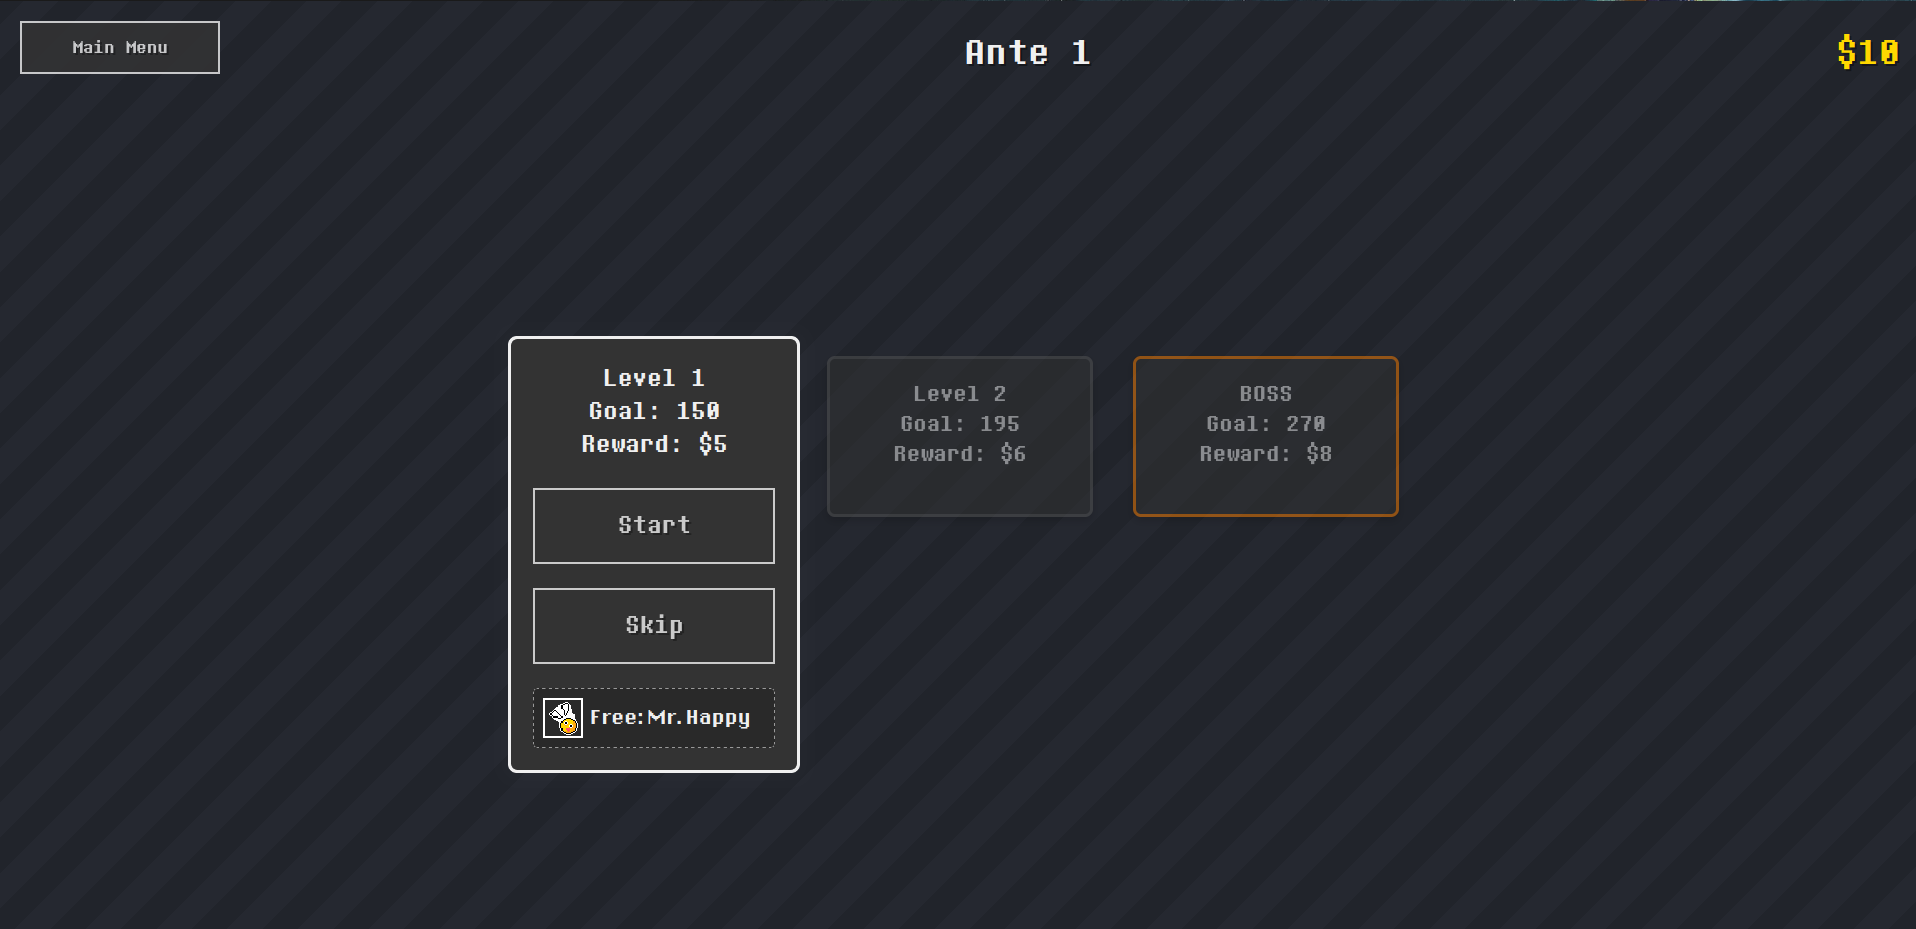 Main Menu
Ante 1
$10
Level 1
Goal: 150
Reward: $5
Start
Skip
Free:Mr.Happy
Level 2
Goal: 195
Reward: $6
BOSS
Goal: 270
Reward: $8